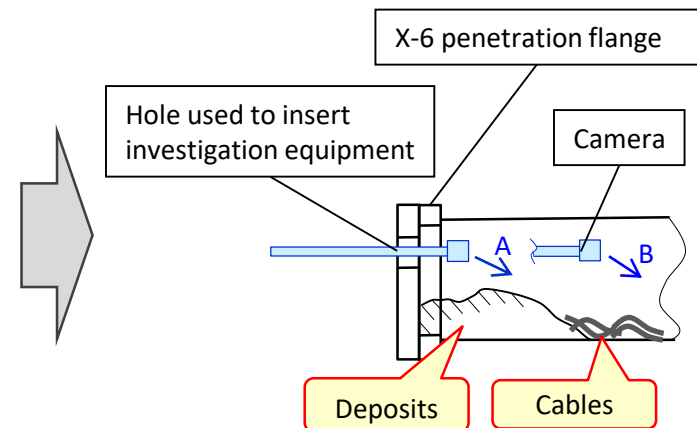 X-6 penetration flange
Hole used to insert
investigation equipment
Camera
A
B
Deposits
Cables